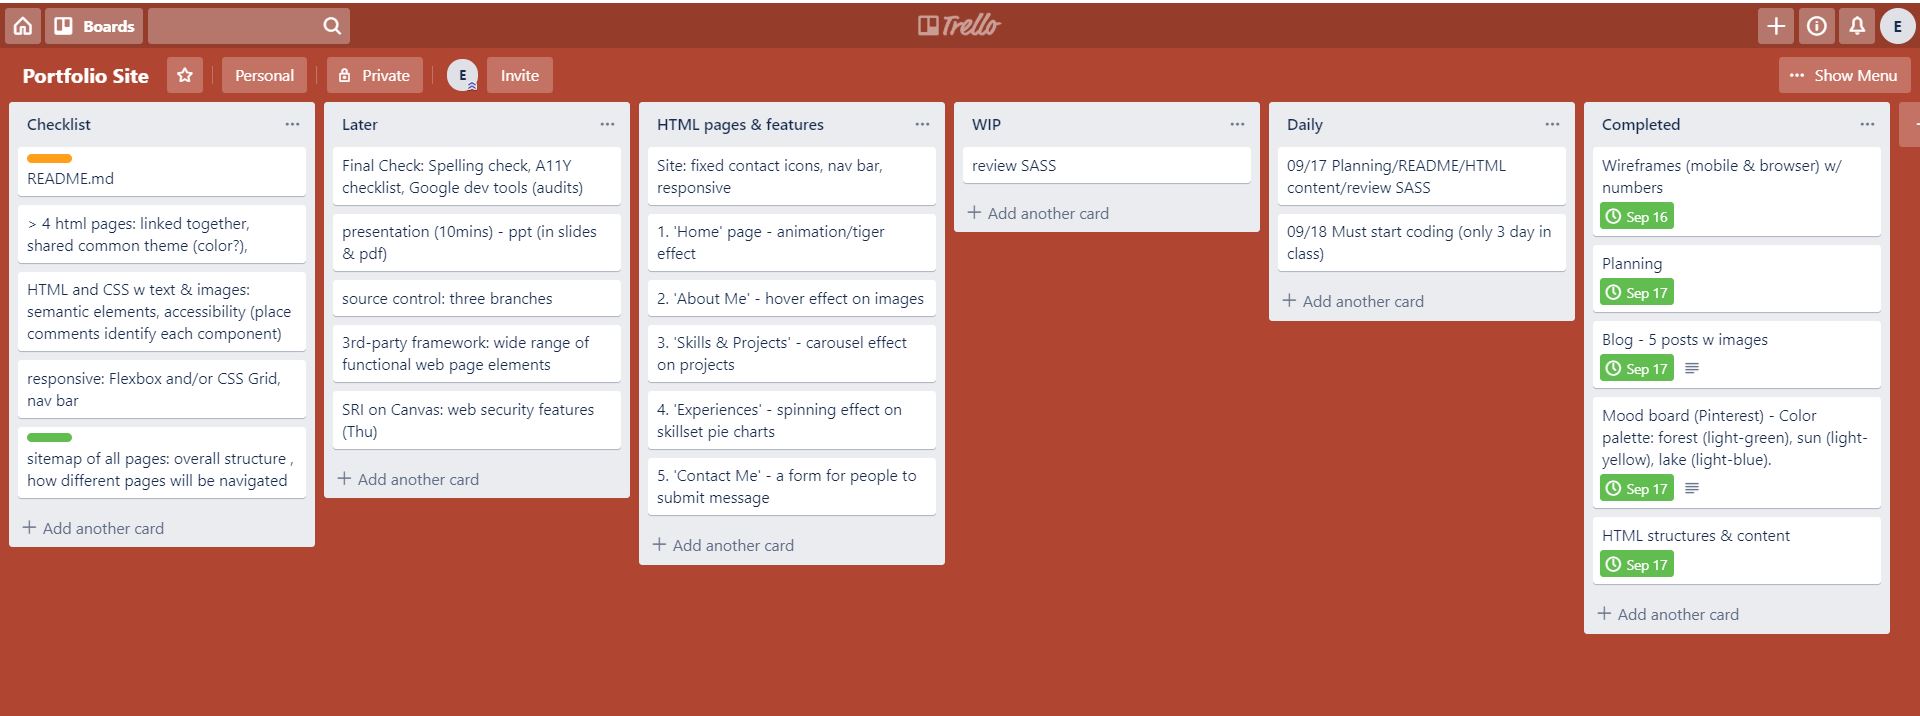 Boards
Trello
E
Portfolio Site
Personal
Private
E
Invite
Show Menu
Checklist
README.md
> 4 html pages: linked together,
shared common theme (color?),
HTML and CSS w text & images:
semantic elements, accessibility (place
comments identify each component)
responsive: Flexbox and/or CSS Grid,
nav bar
sitemap of all pages: overall structure ,
how different pages will be navigated
+ Add another card
Later
Final Check: Spelling check, A11Y
checklist, Google dev tools (audits)
presentation (10mins) - ppt (in slides
& pdf)
source control: three branches
3rd-party framework: wide range of
functional web page elements
SRI on Canvas: web security features
(Thu)
+ Add another card
HTML pages & features
Site: fixed contact icons, nav bar,
responsive
1. 'Home' page - animation/tiger
effect
2. 'About Me' - hover effect on images
3. 'Skills & Projects' - carousel effect
on projects
4. 'Experiences' - spinning effect on
skillset pie charts
5. 'Contact Me' - a form for people to
submit message
+ Add another card
WIP
review SASS
+ Add another card
Daily
09/17 Planning/README/HTML
content/review SASS
09/18 Must start coding (only 3 day in
class)
+ Add another card
Completed
Wireframes (mobile & browser) w/
numbers
Sep 16
Planning
Sep 17
Blog - 5 posts w images
Sep 17
Mood board (Pinterest) - Color
palette: forest (light-green), sun (light-
yellow), lake (light-blue).
Sep 17
HTML structures & content
Sep 17
+ Add another card